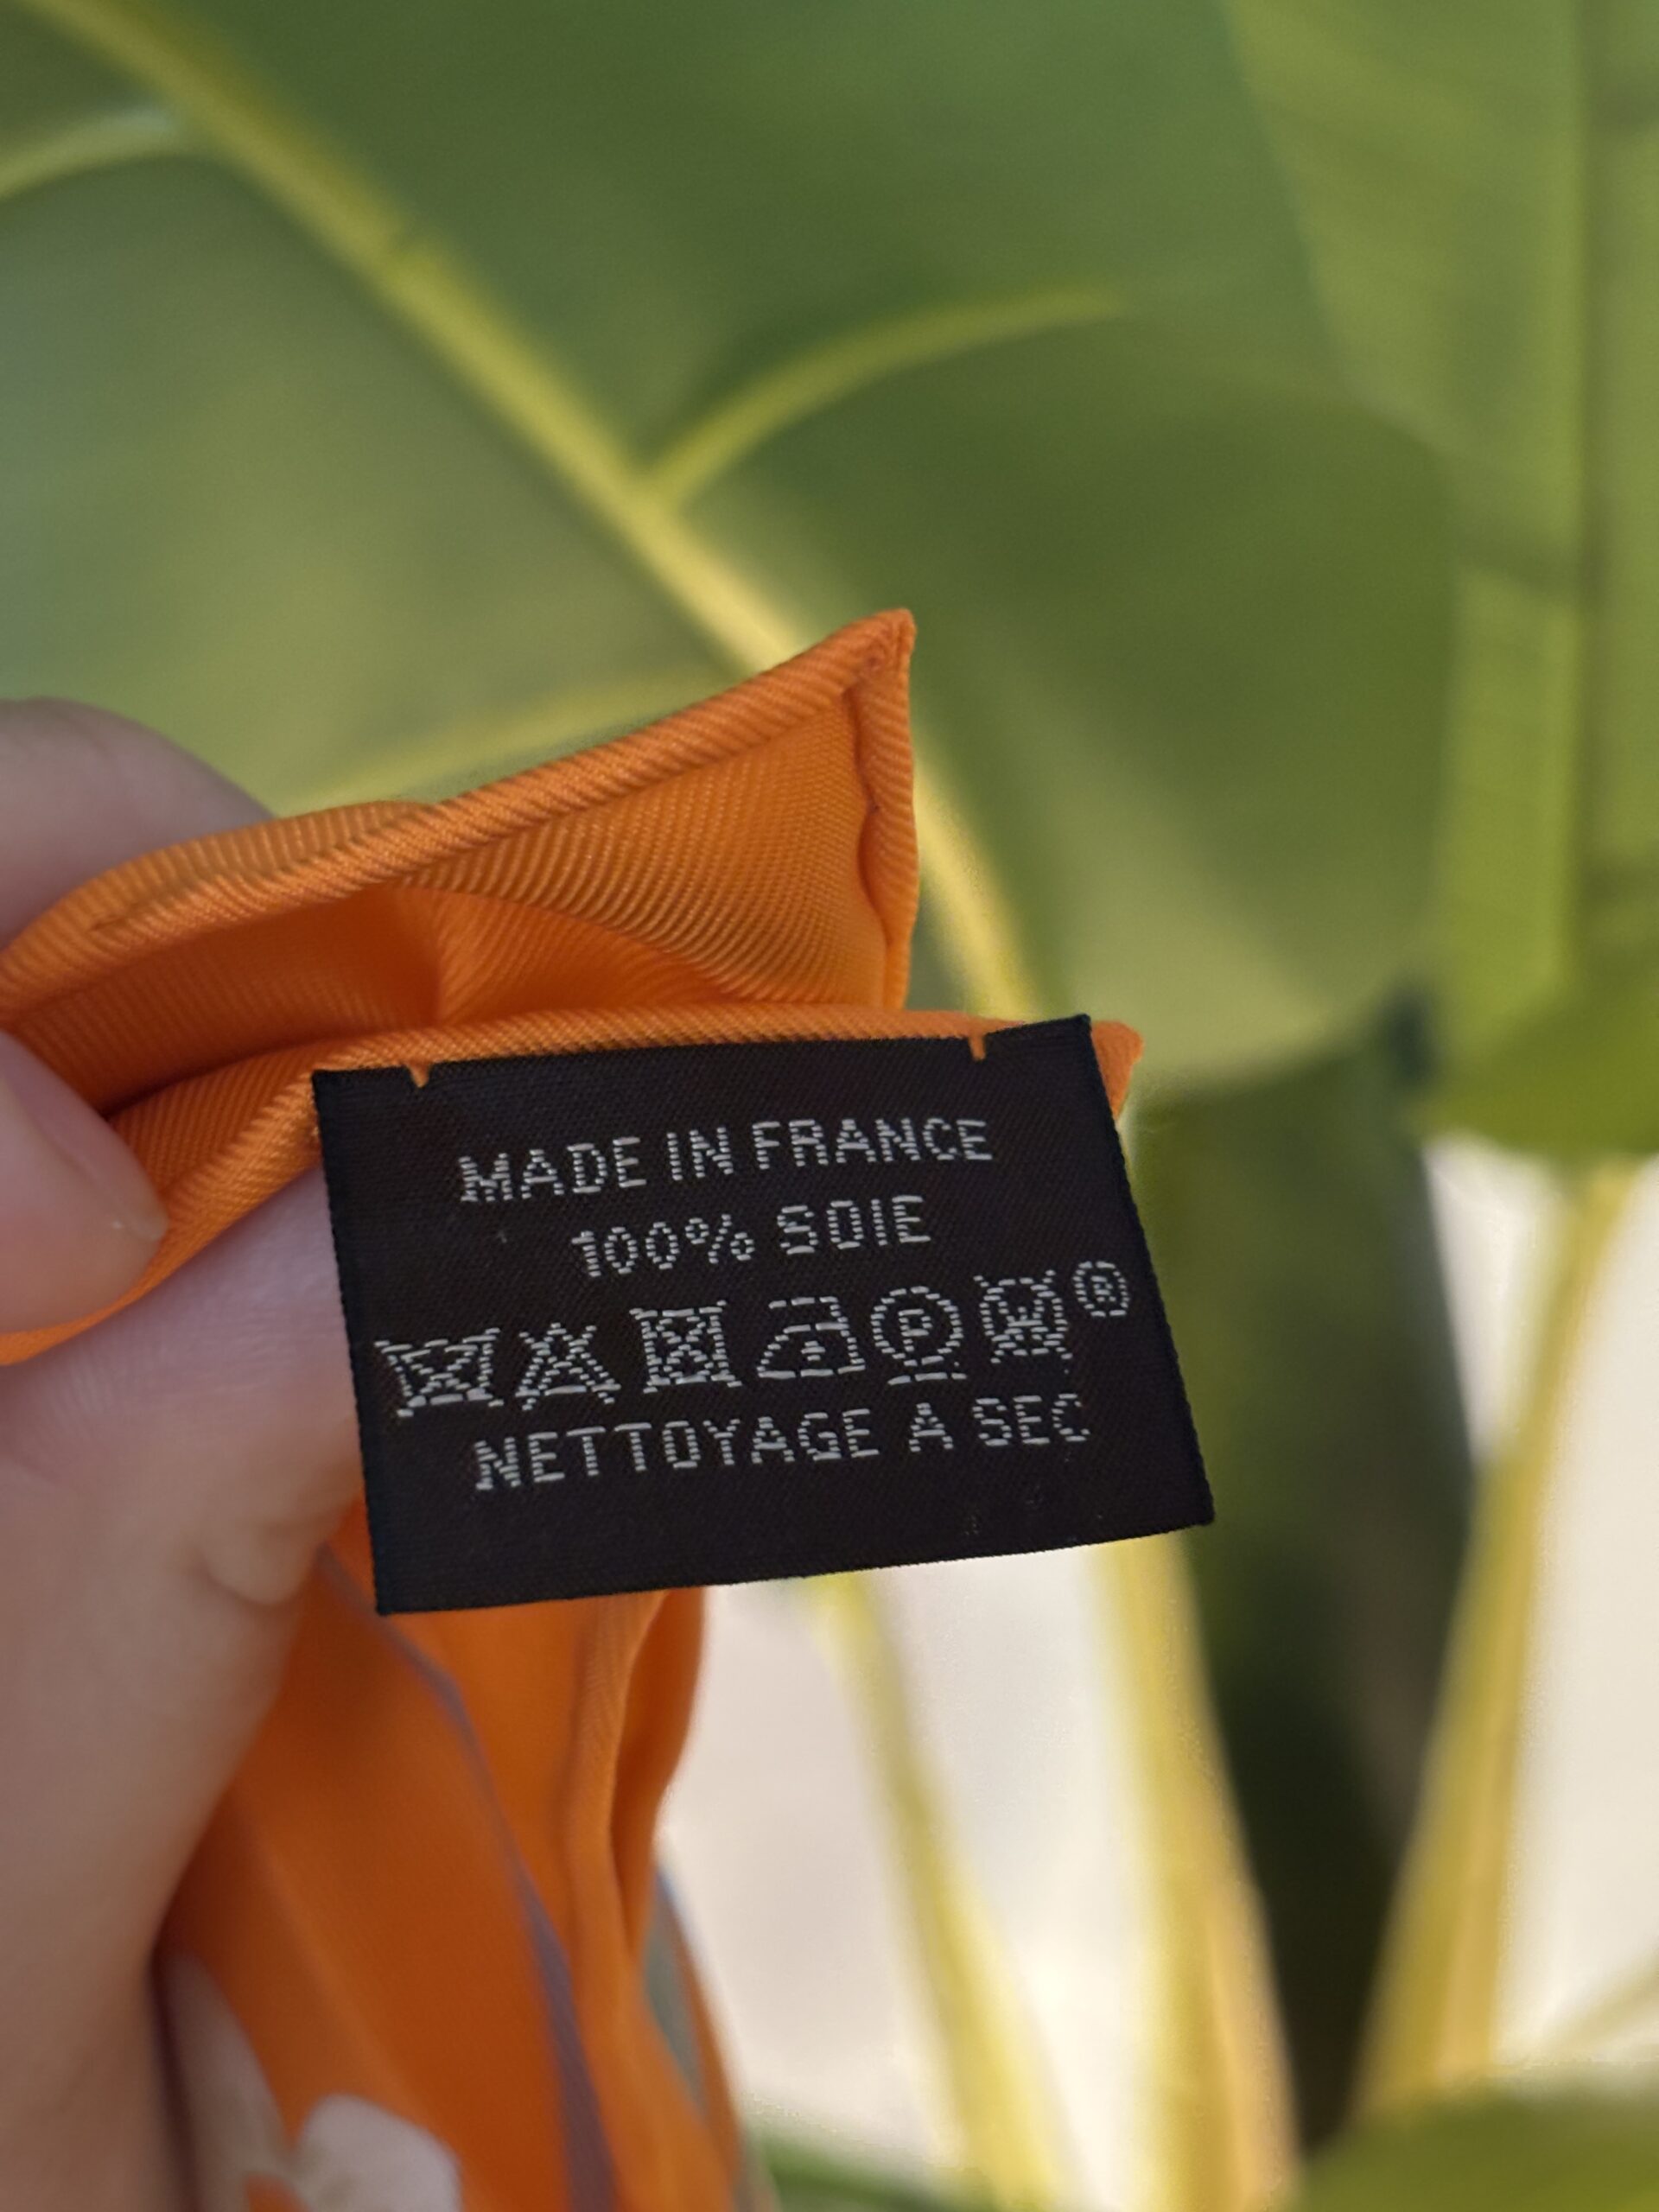 MADE IN FRANCE
100% SOIE
P W ®
NETTOYAGE A SEC